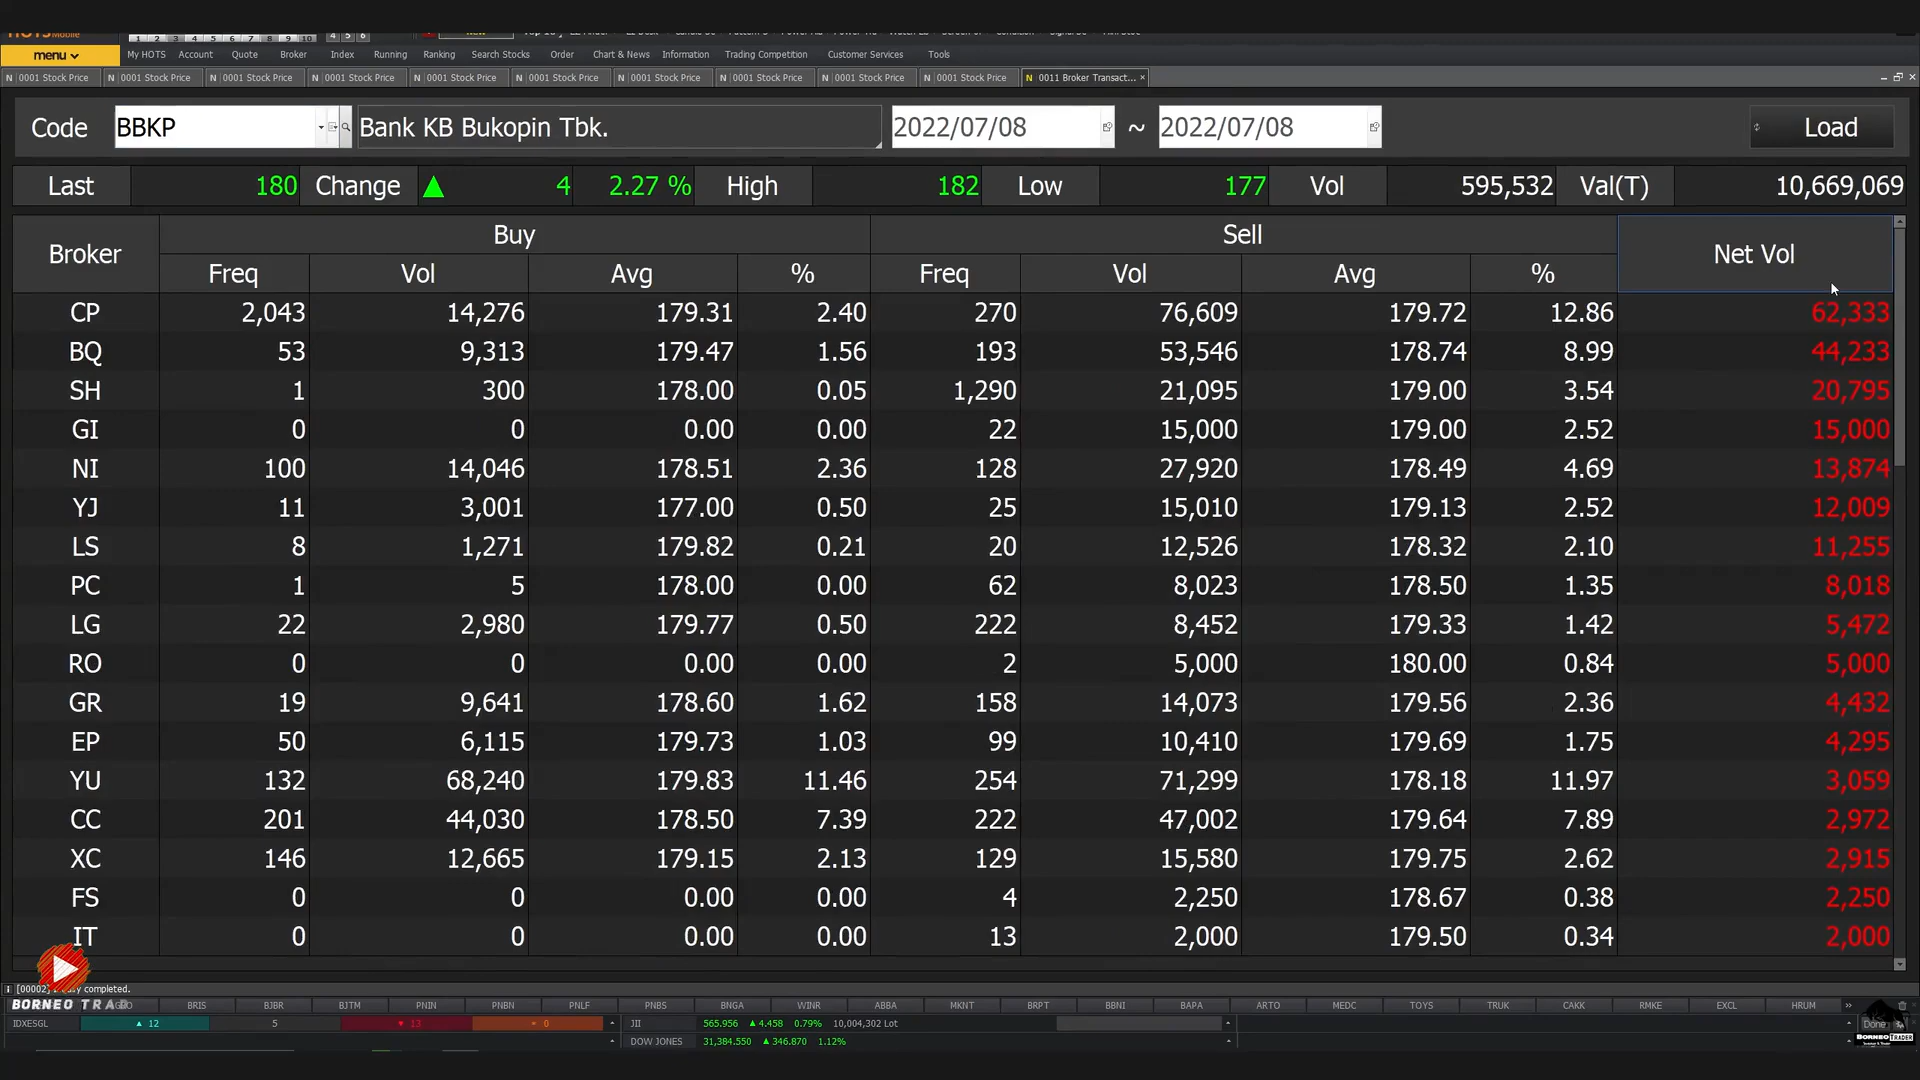 menu My HOTS Account Quote Broker Index Running Ranking Search Stocks Order Chart & News Information Trading Competition Customer Services Tools
N 0001 Stock Price N 0001 Stock Price N 0001 Stock Price N 0001 Stock Price N 0001 Stock Price N 0001 Stock Price N 0001 Stock Price N 0001 Stock Price N 0001 Stock Price N 0001 Stock Price N 0011 Broker Transact... ×
Code BBKP Bank KB Bukopin Tbk. 2022/07/08 ~ 2022/07/08 Load
Last 180 Change ▲ 4 2.27 % High 182 Low 177 Vol 595,532 Val(T) 10,669,069
Broker Buy Sell Net Vol
Freq Vol Avg % Freq Vol Avg %
CP 2,043 14,276 179.31 2.40 270 76,609 179.72 12.86 62,333
BQ 53 9,313 179.47 1.56 193 53,546 178.74 8.99 44,233
SH 1 300 178.00 0.05 1,290 21,095 179.00 3.54 20,795
GI 0 0 0.00 0.00 22 15,000 179.00 2.52 15,000
NI 100 14,046 178.51 2.36 128 27,920 178.49 4.69 13,874
YJ 11 3,001 177.00 0.50 25 15,010 179.13 2.52 12,009
LS 8 1,271 179.82 0.21 20 12,526 178.32 2.10 11,255
PC 1 5 178.00 0.00 62 8,023 178.50 1.35 8,018
LG 22 2,980 179.77 0.50 222 8,452 179.33 1.42 5,472
RO 0 0 0.00 0.00 2 5,000 180.00 0.84 5,000
GR 19 9,641 178.60 1.62 158 14,073 179.56 2.36 4,432
EP 50 6,115 179.73 1.03 99 10,410 179.69 1.75 4,295
YU 132 68,240 179.83 11.46 254 71,299 178.18 11.97 3,059
CC 201 44,030 178.50 7.39 222 47,002 179.64 7.89 2,972
XC 146 12,665 179.15 2.13 129 15,580 179.75 2.62 2,915
FS 0 0 0.00 0.00 4 2,250 178.67 0.38 2,250
IT 0 0 0.00 0.00 13 2,000 179.50 0.34 2,000
[00002] completed.
BORNEO TRAD BRIS BJBR BJTM PNIN PNBN PNLF PNBS BNGA WINR ABBA MKNT BRPT BBNI BAPA ARTO MEDC TOYS TRUK CAKK RMKE EXCL HRUM »
IDXESGL ▲ 12 5 ▼ 13 0 JII 565.956 ▲ 4.458 0.79% 10,004,302 Lot Done
DOW JONES 31,384.550 ▲ 346.870 1.12% BORNEO TRADER